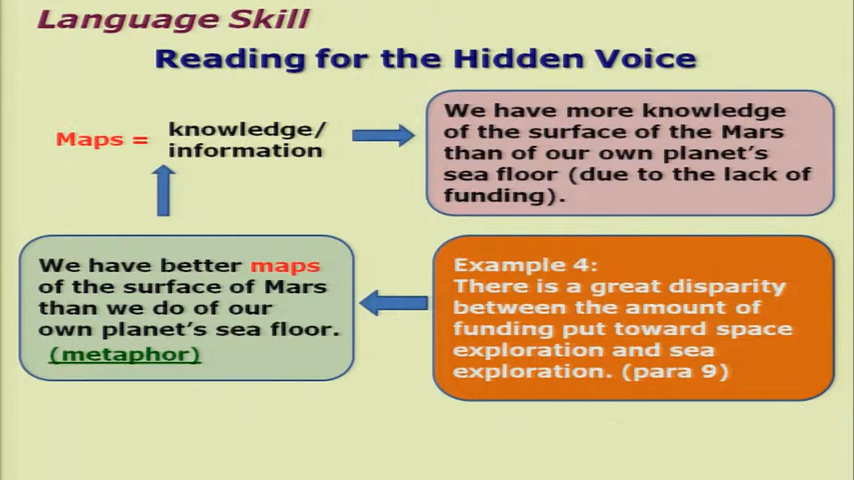 Language Skill
Reading for the Hidden Voice
Maps =
knowledge/
information
We have more knowledge
of the surface of the Mars
than of our own planet's
sea floor (due to the lack of
funding).
We have better maps
of the surface of Mars
than we do of our
own planet's sea floor.
(metaphor)
Example 4:
There is a great disparity
between the amount of
funding put toward space
exploration and sea
exploration. (para 9)